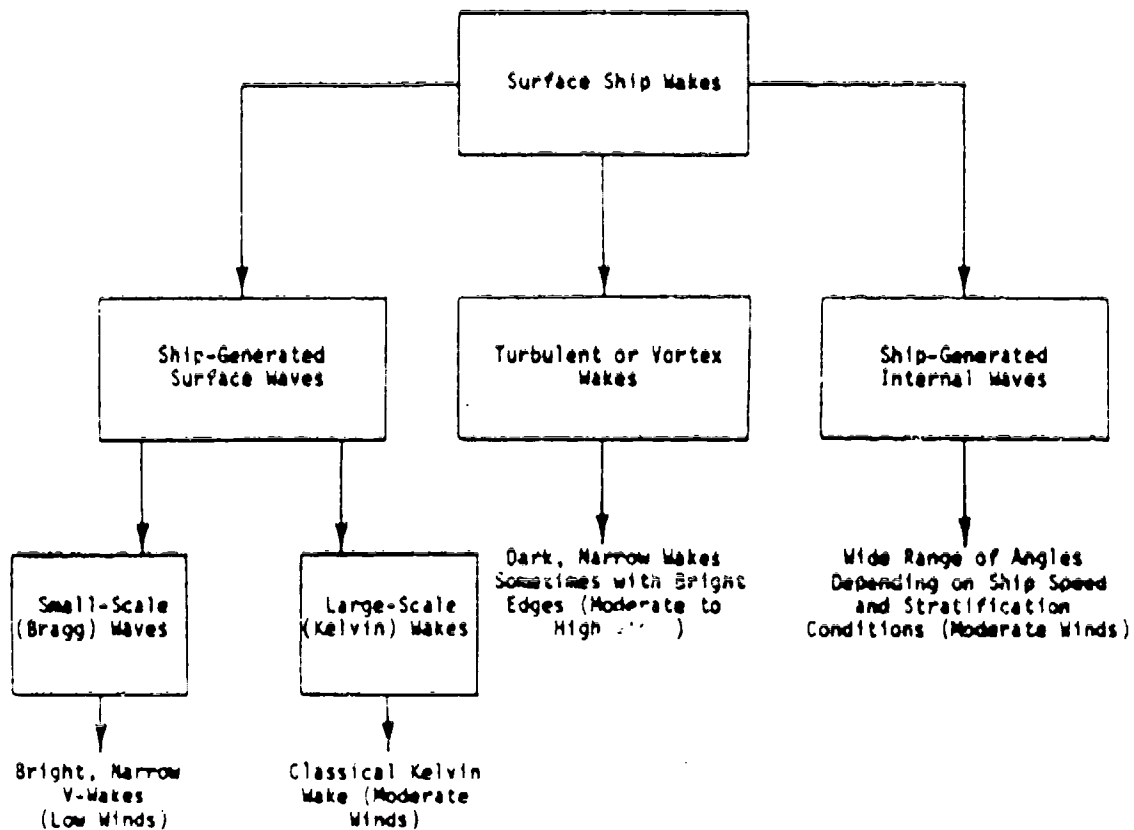 Surface Ship Wakes
Ship-Generated
Surface Waves
Turbulent or Vortex
Wakes
Ship-Generated
Internal Waves
Small-Scale
(Bragg) Waves
Large-Scale
(Kelvin) Wakes
Dark, Narrow Wakes
Sometimes with Bright
Edges (Moderate to
High )
Wide Range of Angles
Depending on Ship Speed
and Stratification
Conditions (Moderate Winds)
Bright, Narrow
V-Wakes
(Low Winds)
Classical Kelvin
Wake (Moderate
Winds)